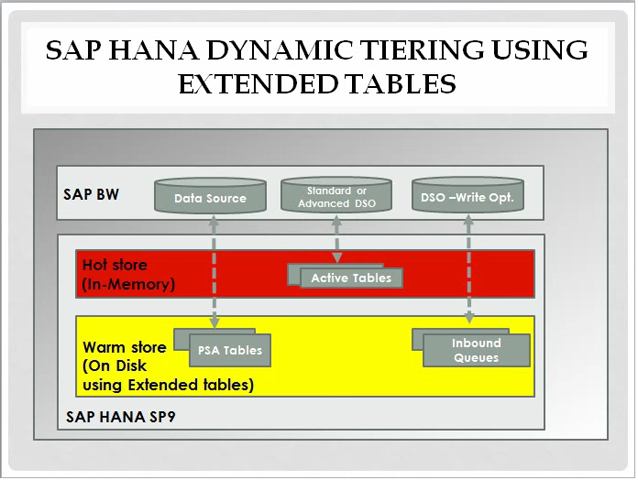 SAP HANA DYNAMIC TIERING USING
EXTENDED TABLES
SAP BW
Data Source
Standard or
Advanced DSO
DSO –Write Opt.
Hot store
(In-Memory)
Active Tables
Warm store
(On Disk
using Extended tables)
PSA Tables
Inbound
Queues
SAP HANA SP9